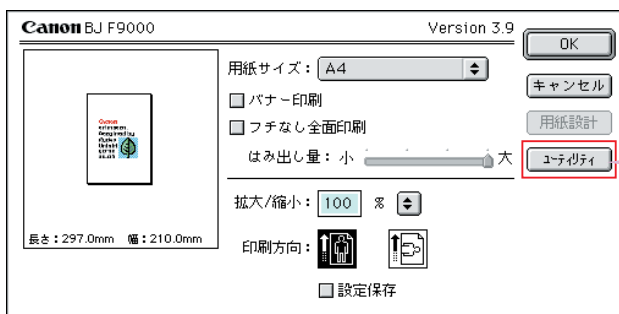 Canon BJ F9000
Version 3.9
OK
用紙サイズ： A4
キャンセル
バナー印刷
フチなし全面印刷
用紙設計
はみ出し量： 小 大
ユーティリティ
拡大/縮小： 100 %
長さ：297.0mm 幅：210.0mm
印刷方向：
設定保存